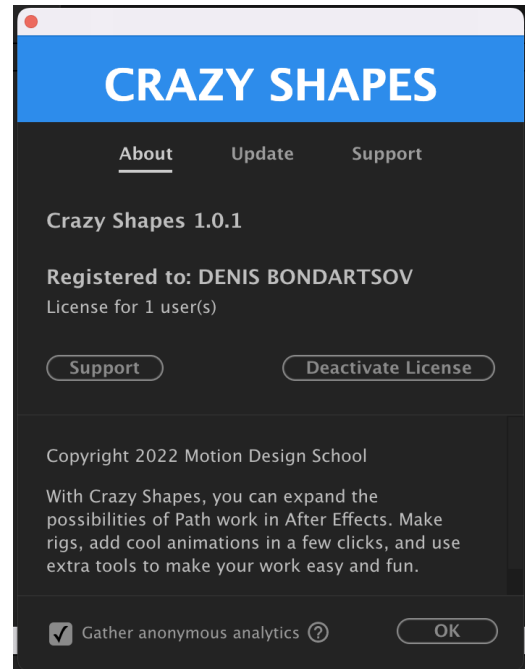 CRAZY SHAPES
About Update Support
Crazy Shapes 1.0.1
Registered to: DENIS BONDARTSOV
License for 1 user(s)
Support Deactivate License
Copyright 2022 Motion Design School
With Crazy Shapes, you can expand the
possibilities of Path work in After Effects. Make
rigs, add cool animations in a few clicks, and use
extra tools to make your work easy and fun.
Gather anonymous analytics ? OK